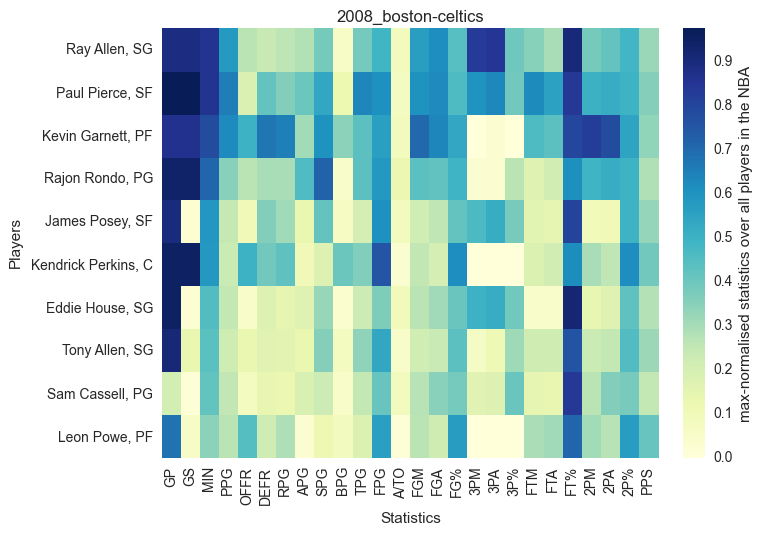 2008_boston-celtics
Players
Ray Allen, SG
Paul Pierce, SF
Kevin Garnett, PF
Rajon Rondo, PG
James Posey, SF
Kendrick Perkins, C
Eddie House, SG
Tony Allen, SG
Sam Cassell, PG
Leon Powe, PF
GP GS MIN PPG OFFR DEFR RPG APG SPG BPG TPG FPG A/TO FGM FGA FG% 3PM 3PA 3P% FTM FTA FT% 2PM 2PA 2P% PPS
Statistics
0.9
0.8
0.7
0.6
0.5
0.4
0.3
0.2
0.1
0.0
max-normalised statistics over all players in the NBA